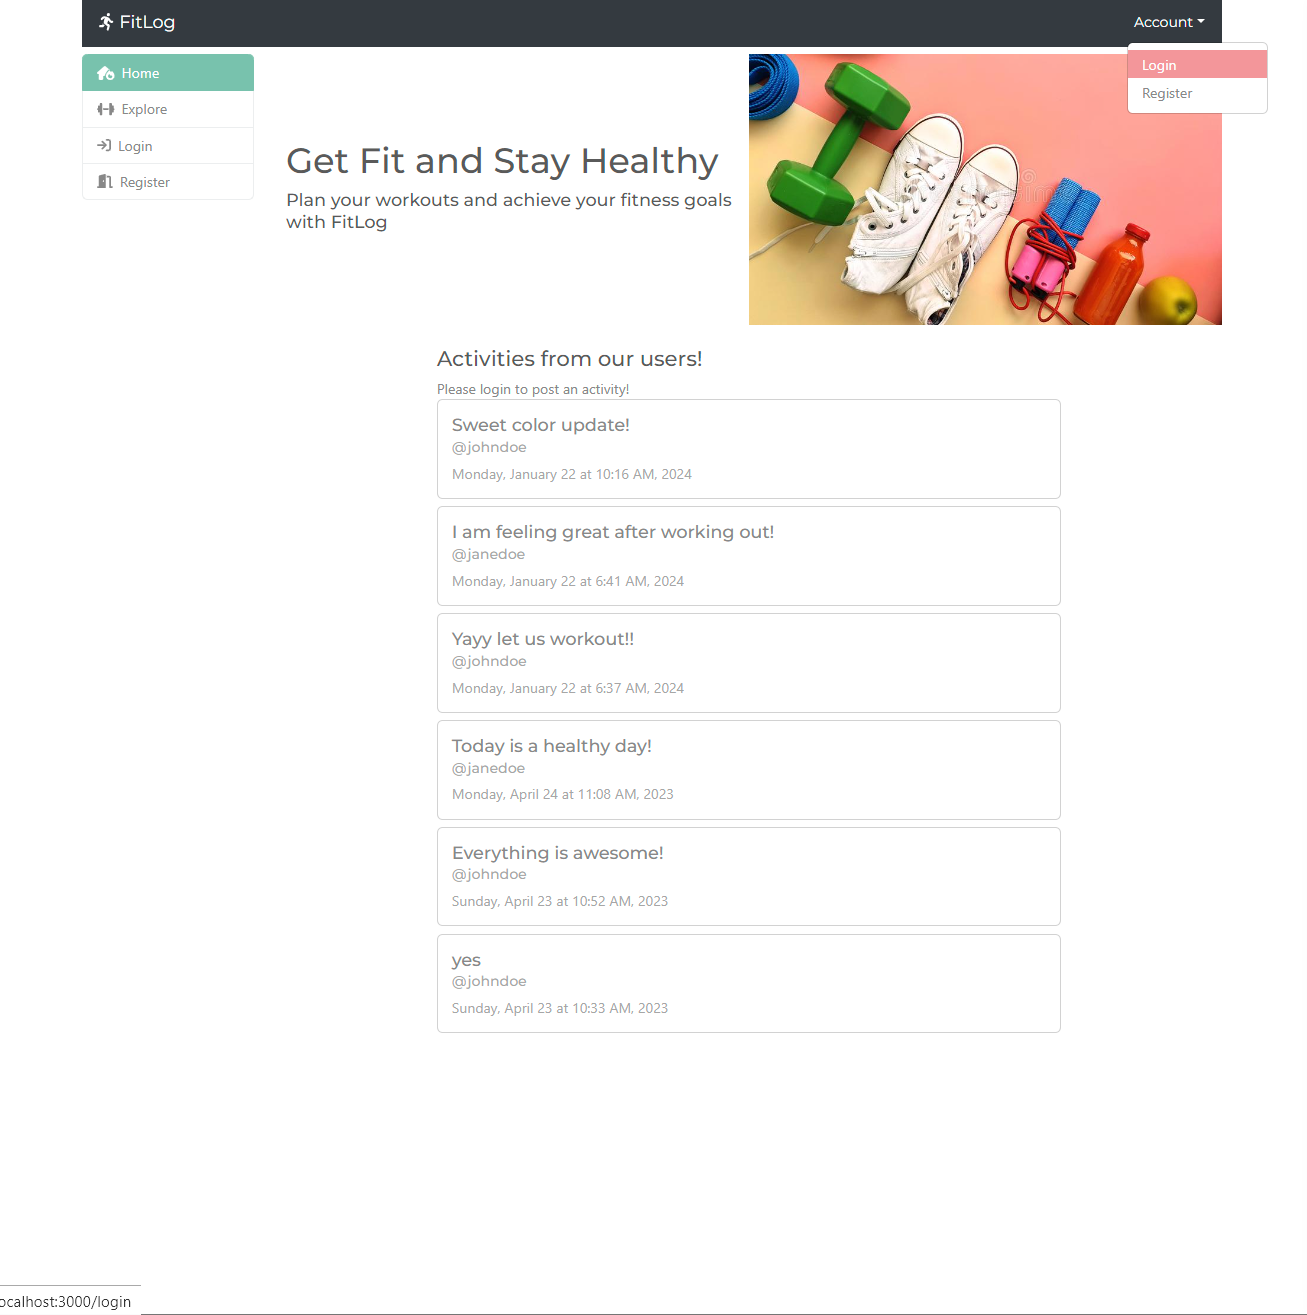 FitLog
Account
Login
Register
Home
Explore
Login
Register
Get Fit and Stay Healthy
Plan your workouts and achieve your fitness goals
with FitLog
Activities from our users!
Please login to post an activity!
Sweet color update!
@johndoe
Monday, January 22 at 10:16 AM, 2024
I am feeling great after working out!
@janedoe
Monday, January 22 at 6:41 AM, 2024
Yayy let us workout!!
@johndoe
Monday, January 22 at 6:37 AM, 2024
Today is a healthy day!
@janedoe
Monday, April 24 at 11:08 AM, 2023
Everything is awesome!
@johndoe
Sunday, April 23 at 10:52 AM, 2023
yes
@johndoe
Sunday, April 23 at 10:33 AM, 2023
ocalhost:3000/login